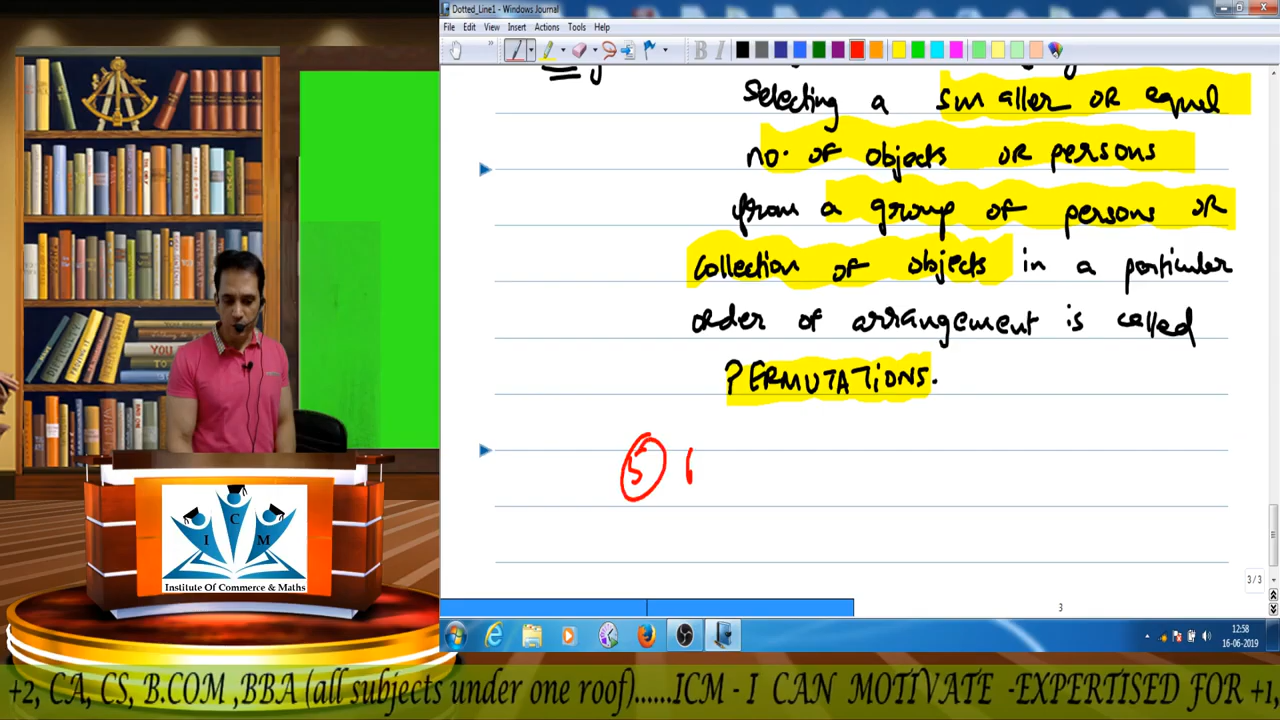 Dotted_Line1 - Windows Journal
File Edit View Insert Actions Tools Help
B I
Selecting a smaller or equal
no. of objects or persons
from a group of persons or
collection of objects in a particular
order of arrangement is called
PERMUTATIONS.
5
3/3
3
12:58
16-06-2019
I C M
Institute Of Commerce & Maths
+2, CA, CS, B.COM ,BBA (all subjects under one roof)......ICM - I CAN MOTIVATE -EXPERTISED FOR +1,